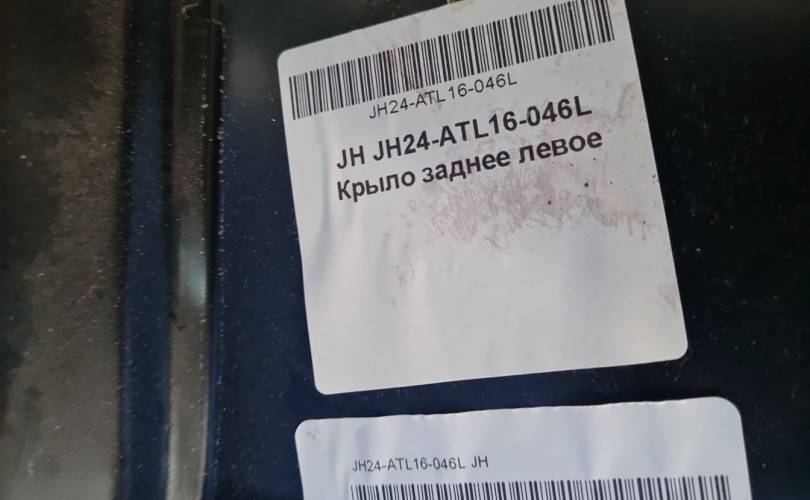 JH24-ATL16-046L
JH JH24-ATL16-046L
Крыло заднее левое
JH24-ATL16-046L JH